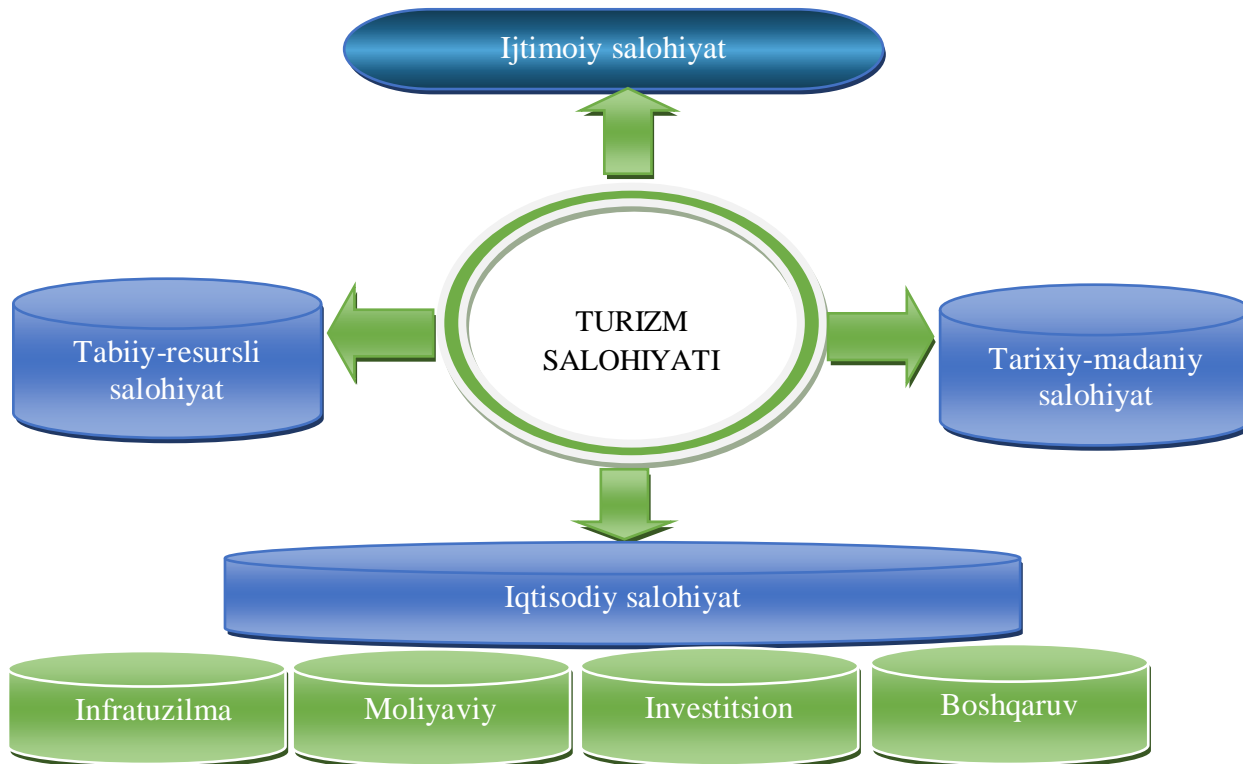 Ijtimoiy salohiyat
TURIZM
SALOHIYATI
Tabiiy-resursli
salohiyat
Tarixiy-madaniy
salohiyat
Iqtisodiy salohiyat
Infratuzilma
Moliyaviy
Investitsion
Boshqaruv